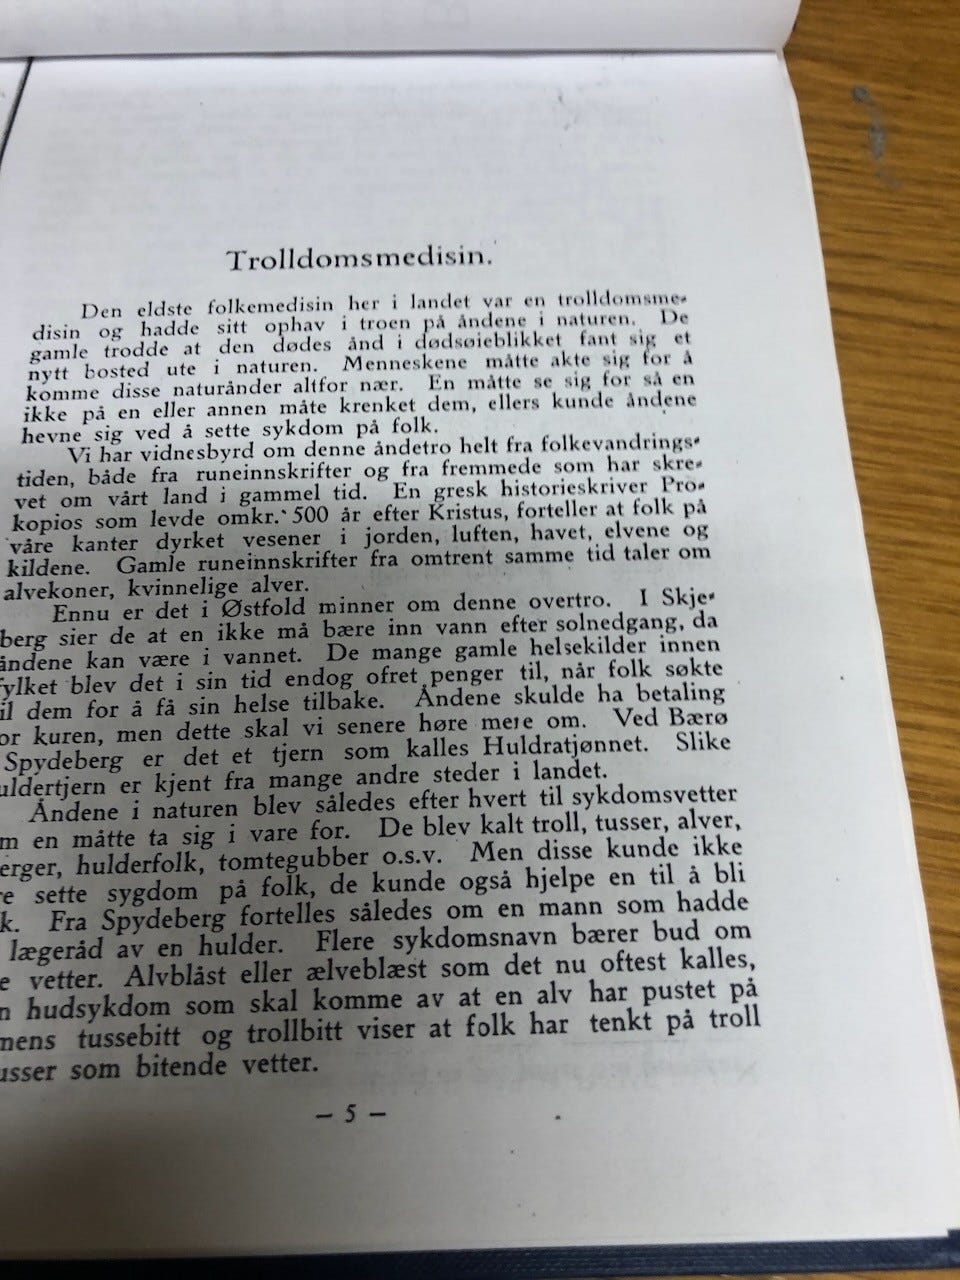 Trolldomsmedisin.
Den eldste folkemedisin her i landet var en trolldomsme-
disin og hadde sitt ophav i troen på åndene i naturen. De
gamle trodde at den dødes ånd i dødsøieblikket fant sig et
nytt bosted ute i naturen. Menneskene måtte akte sig for å
komme disse naturånder altfor nær. En måtte se sig for så en
ikke på en eller annen måte krenket dem, ellers kunde åndene
hevne sig ved å sette sykdom på folk.
Vi har vidnesbyrd om denne åndetro helt fra folkevandrings-
tiden, både fra runeinnskrifter og fra fremmede som har skre-
vet om vårt land i gammel tid. En gresk historieskriver Pro-
kopios som levde omkr. 500 år efter Kristus, forteller at folk på
våre kanter dyrket vesener i jorden, luften, havet, elvene og
kildene. Gamle runeinnskrifter fra omtrent samme tid taler om
alvekoner, kvinnelige alver.
Ennu er det i Østfold minner om denne overtro. I Skje-
berg sier de at en ikke må bære inn vann efter solnedgang, da
åndene kan være i vannet. De mange gamle helsekilder innen
fylket blev det i sin tid endog ofret penger til, når folk søkte
il dem for å få sin helse tilbake. Åndene skulde ha betaling
or kuren, men dette skal vi senere høre mere om. Ved Bærø
Spydeberg er det et tjern som kalles Huldratjønnet. Slike
uldertjern er kjent fra mange andre steder i landet.
Åndene i naturen blev således efter hvert til sykdomsvetter
m en måtte ta sig i vare for. De blev kalt troll, tusser, alver,
erger, hulderfolk, tomtegubber o.s.v. Men disse kunde ikke
re sette sygdom på folk, de kunde også hjelpe en til å bli
k. Fra Spydeberg fortelles således om en mann som hadde
lægeråd av en hulder. Flere sykdomsnavn bærer bud om
e vetter. Alvblåst eller ælveblæst som det nu oftest kalles,
n hudsykdom som skal komme av at en alv har pustet på
mens tussebitt og trollbitt viser at folk har tenkt på troll
usser som bitende vetter.
— 5 —